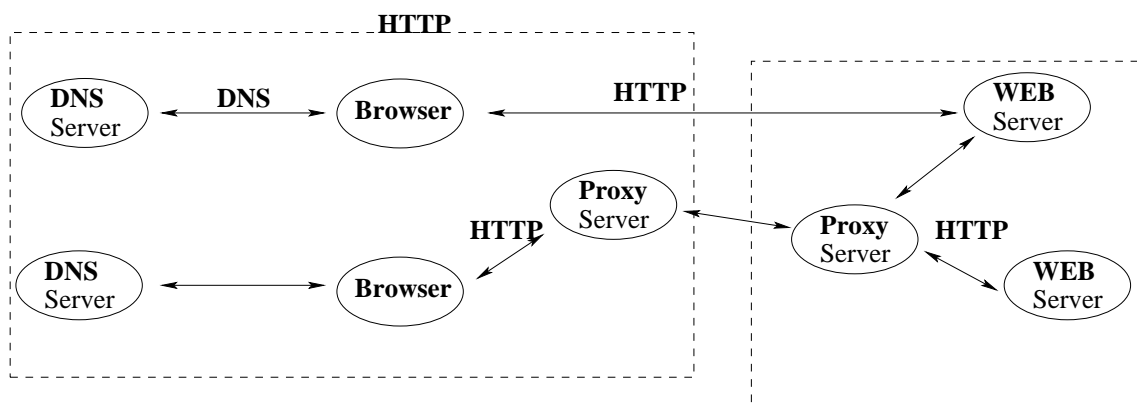 HTTP
DNS
Server
DNS
Browser
HTTP
WEB
Server
Proxy
Server
HTTP
Proxy
Server
HTTP
DNS
Server
Browser
WEB
Server